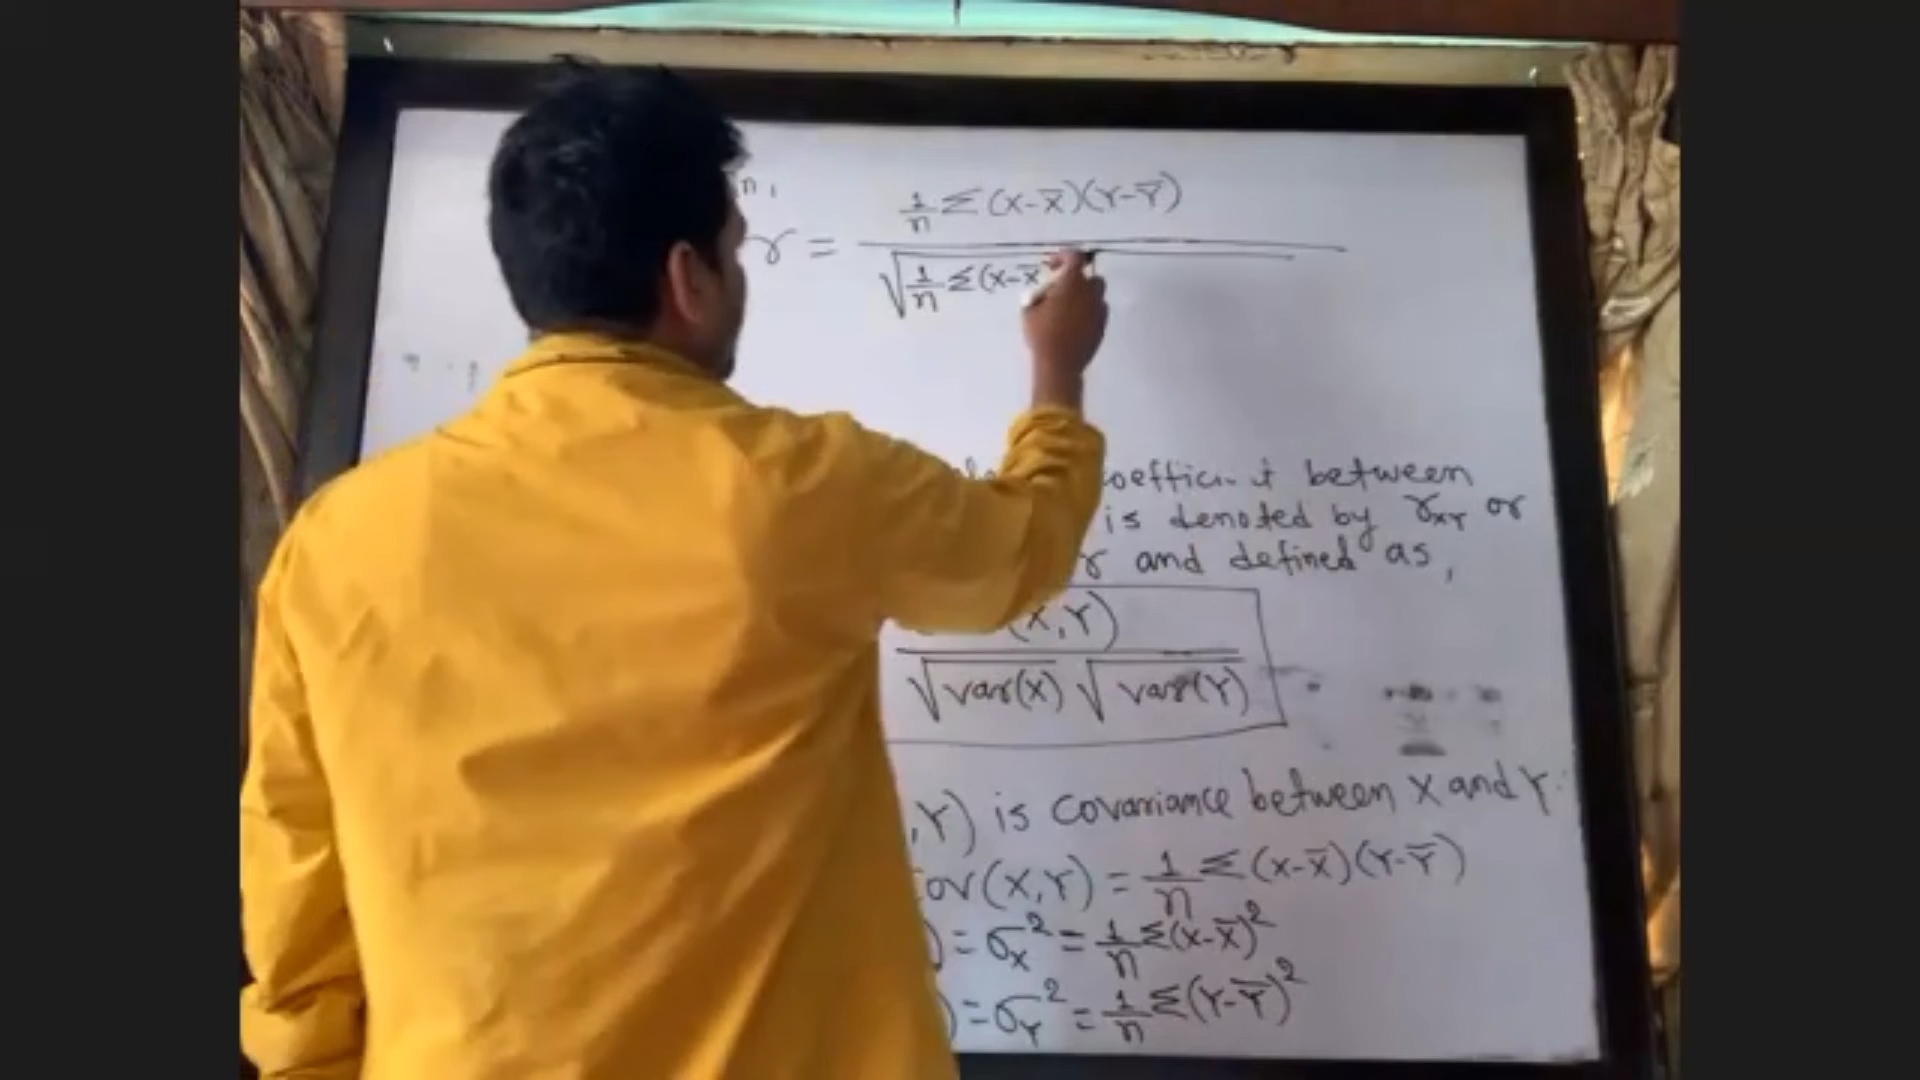 r = 1/n Σ(X-X̅)(Y-Y̅)
√ 1/n Σ(X-X̅
between
is denoted by r_XY or
r and defined as,
(X,Y)
√var(X) √var(Y)
,Y) is covariance between X and Y.
ov(X,Y) = 1/n Σ(X-X̅)(Y-Y̅)
) = σ_X² = 1/n Σ(X-X̅)²
) = σ_Y² = 1/n Σ(Y-Y̅)²